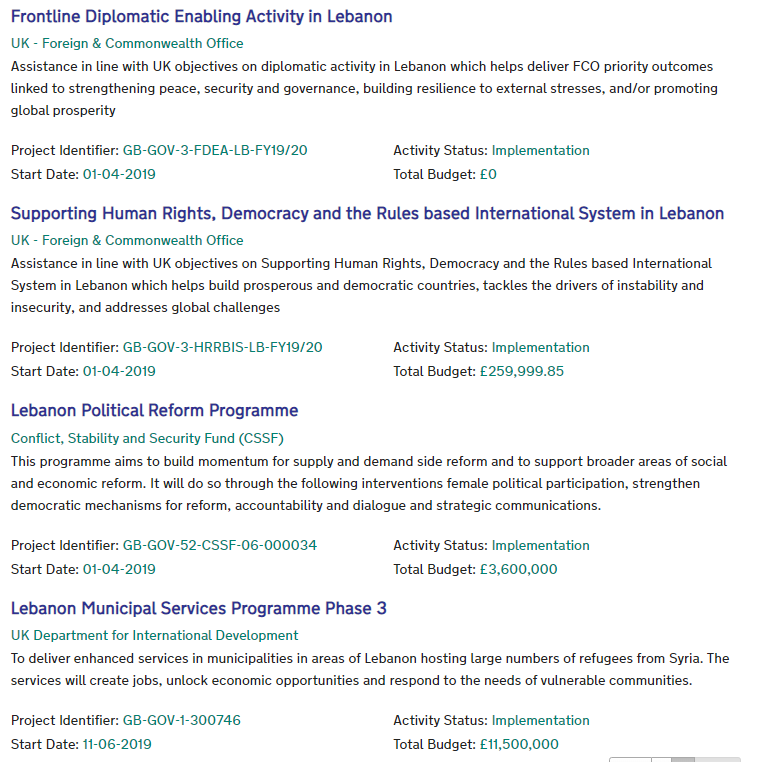 Frontline Diplomatic Enabling Activity in Lebanon
UK - Foreign & Commonwealth Office
Assistance in line with UK objectives on diplomatic activity in Lebanon which helps deliver FCO priority outcomes
linked to strengthening peace, security and governance, building resilience to external stresses, and/or promoting
global prosperity
Project Identifier: GB-GOV-3-FDEA-LB-FY19/20 Activity Status: Implementation
Start Date: 01-04-2019 Total Budget: £0
Supporting Human Rights, Democracy and the Rules based International System in Lebanon
UK - Foreign & Commonwealth Office
Assistance in line with UK objectives on Supporting Human Rights, Democracy and the Rules based International
System in Lebanon which helps build prosperous and democratic countries, tackles the drivers of instability and
insecurity, and addresses global challenges
Project Identifier: GB-GOV-3-HRRBIS-LB-FY19/20 Activity Status: Implementation
Start Date: 01-04-2019 Total Budget: £259,999.85
Lebanon Political Reform Programme
Conflict, Stability and Security Fund (CSSF)
This programme aims to build momentum for supply and demand side reform and to support broader areas of social
and economic reform. It will do so through the following interventions female political participation, strengthen
democratic mechanisms for reform, accountability and dialogue and strategic communications.
Project Identifier: GB-GOV-52-CSSF-06-000034 Activity Status: Implementation
Start Date: 01-04-2019 Total Budget: £3,600,000
Lebanon Municipal Services Programme Phase 3
UK Department for International Development
To deliver enhanced services in municipalities in areas of Lebanon hosting large numbers of refugees from Syria. The
services will create jobs, unlock economic opportunities and respond to the needs of vulnerable communities.
Project Identifier: GB-GOV-1-300746 Activity Status: Implementation
Start Date: 11-06-2019 Total Budget: £11,500,000